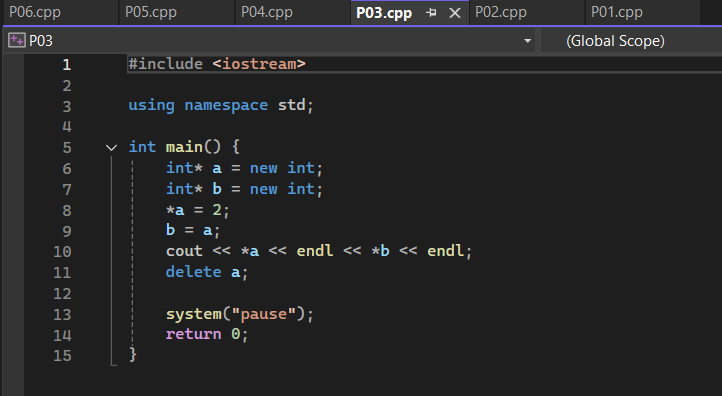 P06.cpp P05.cpp P04.cpp P03.cpp P02.cpp P01.cpp
P03 (Global Scope)
1 #include <iostream>
2
3 using namespace std;
4
5 int main() {
6 int* a = new int;
7 int* b = new int;
8 *a = 2;
9 b = a;
10 cout << *a << endl << *b << endl;
11 delete a;
12
13 system("pause");
14 return 0;
15 }